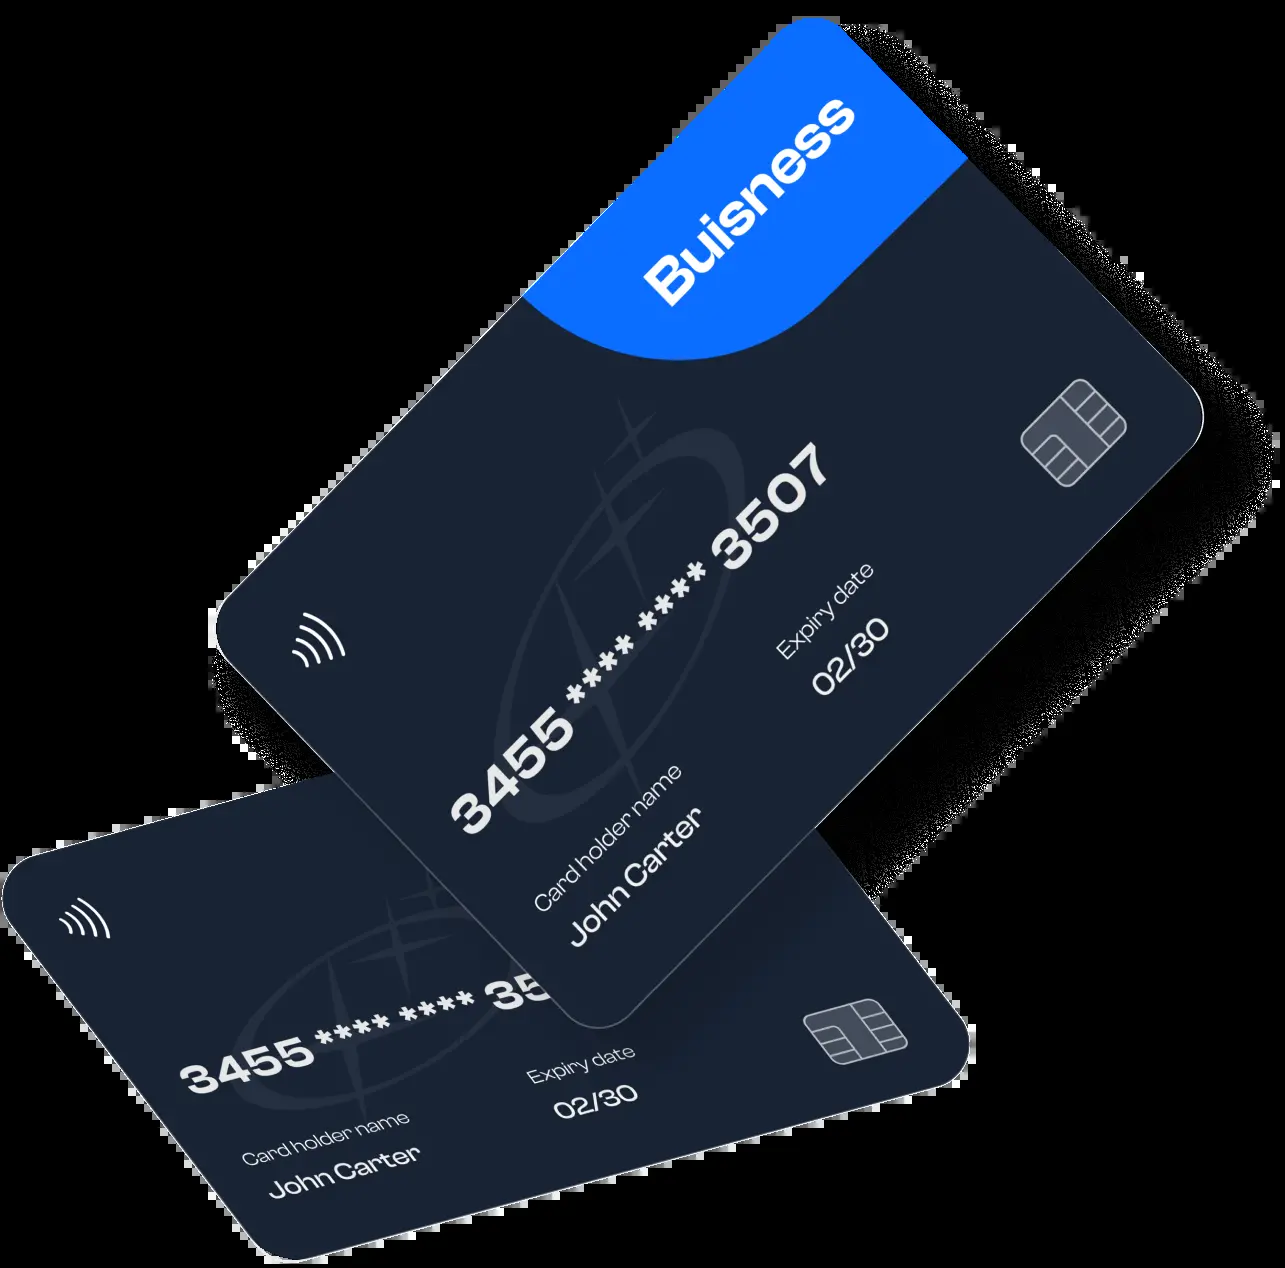 Buisness
3455 **** **** 3507
Expiry date
02/30
Card holder name
John Carter
3455 **** **** 35
Expiry date
02/30
Card holder name
John Carter